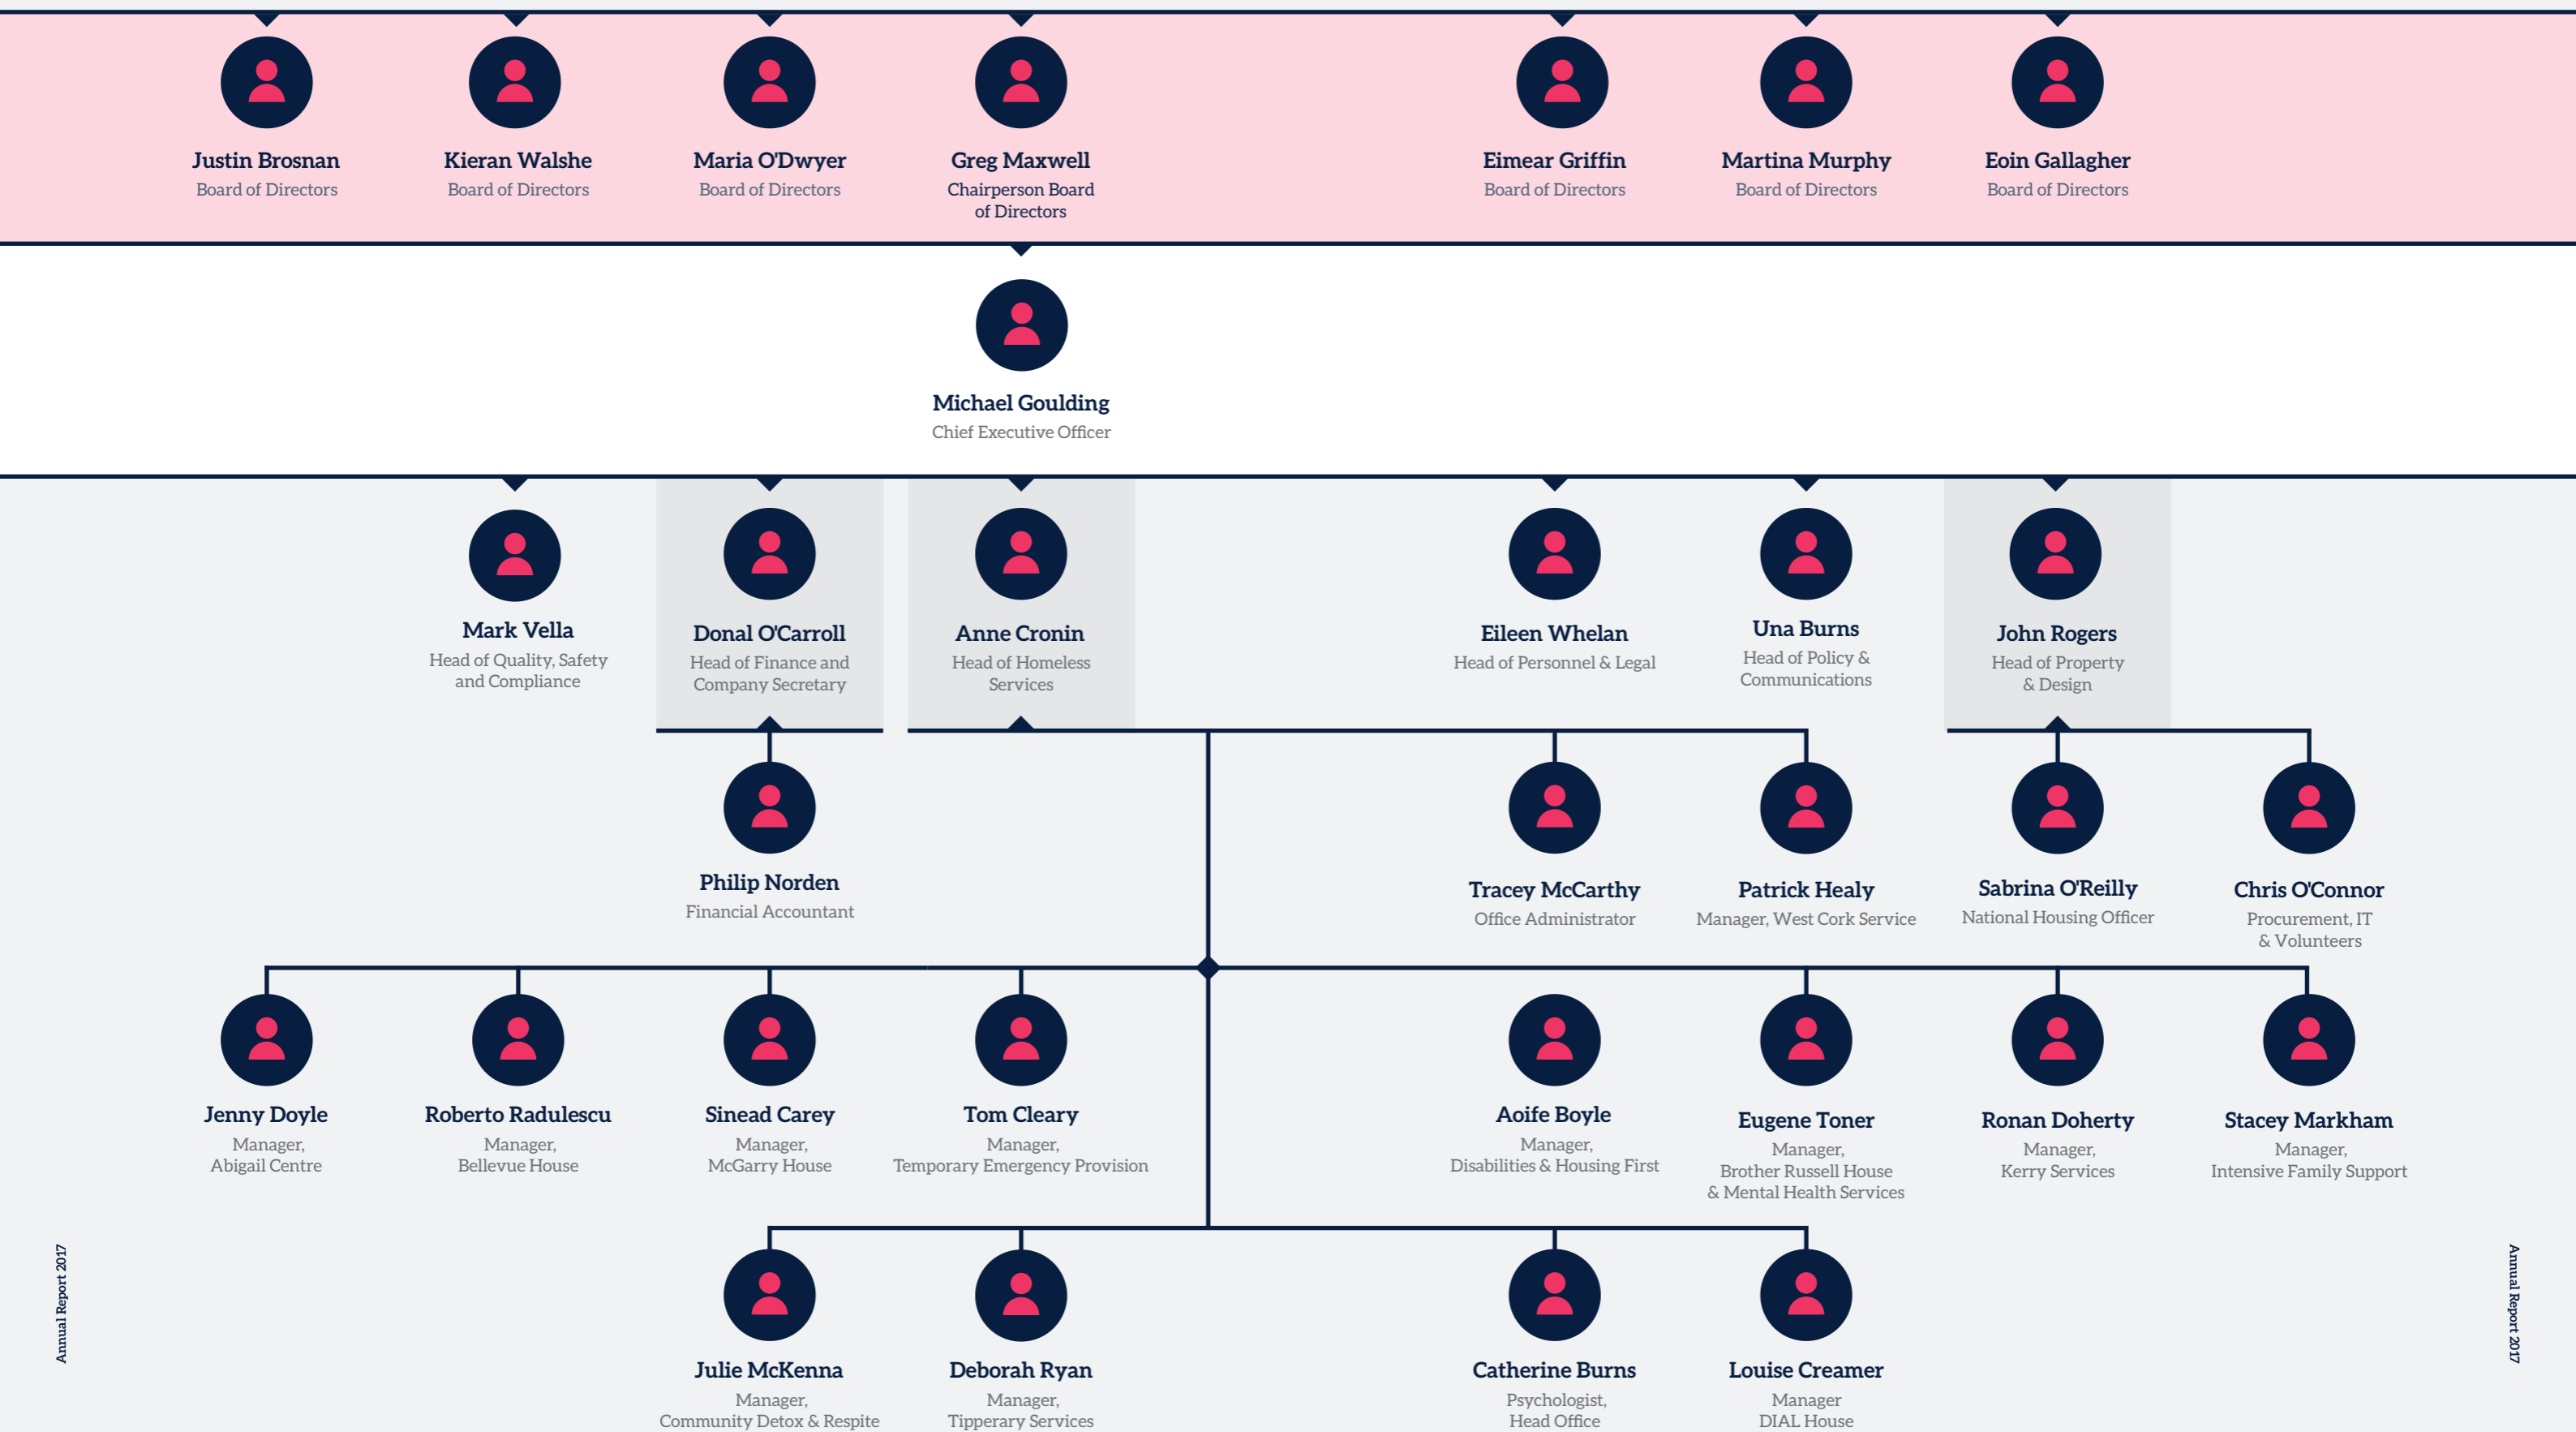 Justin Brosnan
Board of Directors
Kieran Walshe
Board of Directors
Maria O'Dwyer
Board of Directors
Greg Maxwell
Chairperson Board
of Directors
Eimear Griffin
Board of Directors
Martina Murphy
Board of Directors
Eoin Gallagher
Board of Directors
Michael Goulding
Chief Executive Officer
Mark Vella
Head of Quality, Safety
and Compliance
Donal O'Carroll
Head of Finance and
Company Secretary
Anne Cronin
Head of Homeless
Services
Eileen Whelan
Head of Personnel & Legal
Una Burns
Head of Policy &
Communications
John Rogers
Head of Property
& Design
Philip Norden
Financial Accountant
Tracey McCarthy
Office Administrator
Patrick Healy
Manager, West Cork Service
Sabrina O'Reilly
National Housing Officer
Chris O'Connor
Procurement, IT
& Volunteers
Jenny Doyle
Manager,
Abigail Centre
Roberto Radulescu
Manager,
Bellevue House
Sinead Carey
Manager,
McGarry House
Tom Cleary
Manager,
Temporary Emergency Provision
Aoife Boyle
Manager,
Disabilities & Housing First
Eugene Toner
Manager,
Brother Russell House
& Mental Health Services
Ronan Doherty
Manager,
Kerry Services
Stacey Markham
Manager,
Intensive Family Support
Julie McKenna
Manager,
Community Detox & Respite
Deborah Ryan
Manager,
Tipperary Services
Catherine Burns
Psychologist,
Head Office
Louise Creamer
Manager
DIAL House
Annual Report 2017
Annual Report 2017